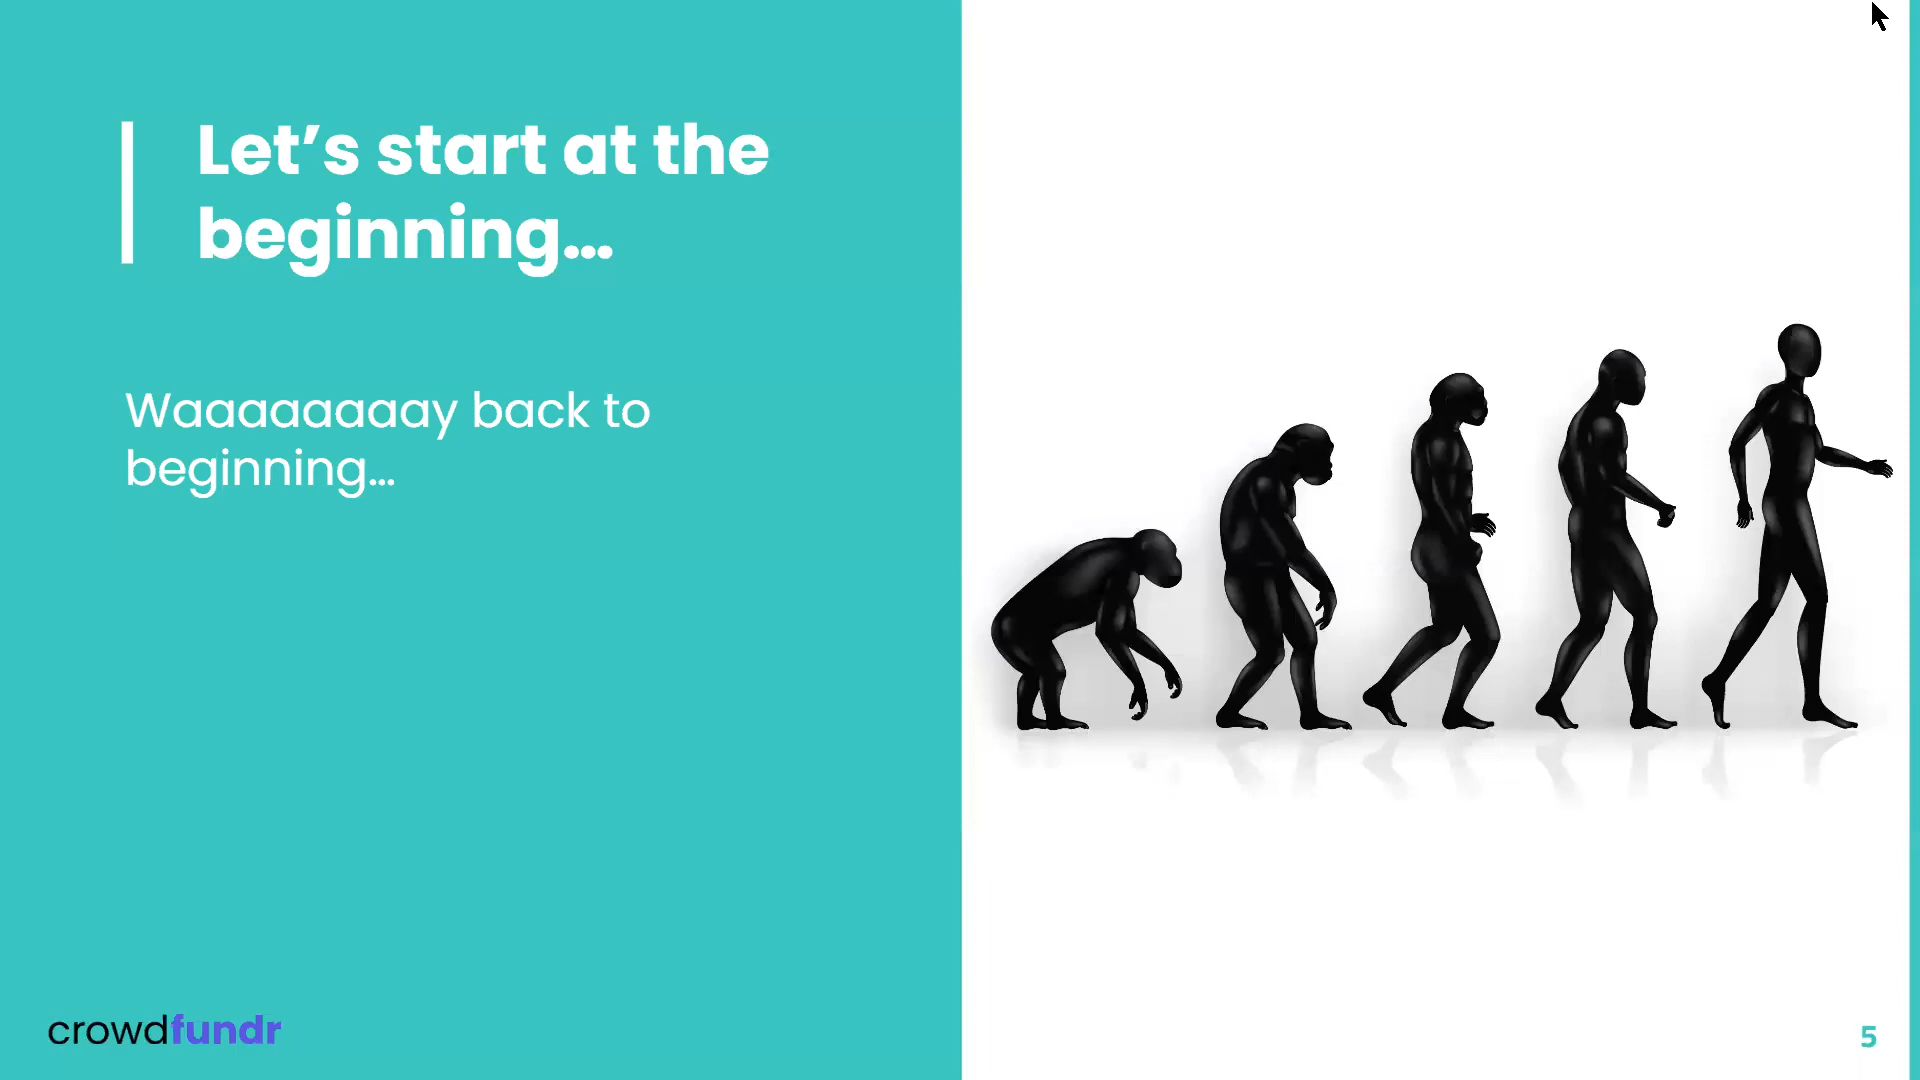 Let’s start at the
beginning...
Waaaaaaaay back to
beginning...
crowdfundr
5